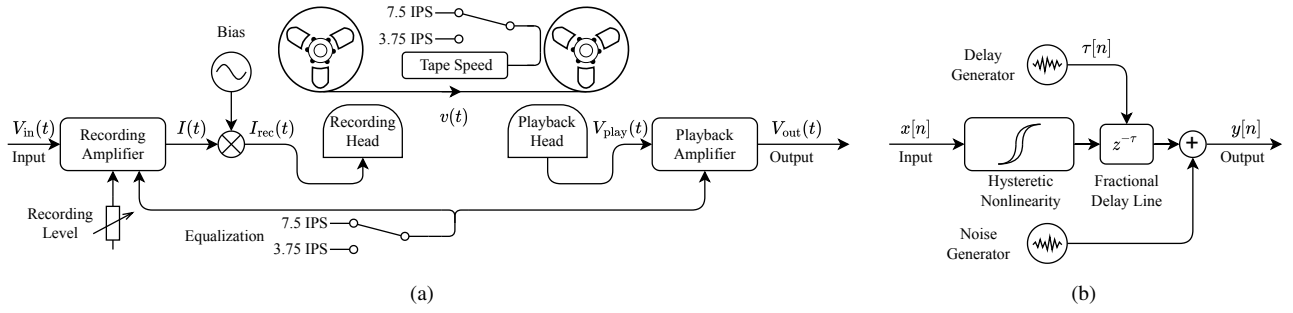 7.5 IPS
3.75 IPS
Tape Speed
Bias
v(t)
V_in(t)
Input
Recording
Amplifier
I(t)
I_rec(t)
Recording
Head
Playback
Head
V_play(t)
Playback
Amplifier
V_out(t)
Output
Recording
Level
Equalization
7.5 IPS
3.75 IPS
(a)
Delay
Generator
τ[n]
x[n]
Input
Hysteretic
Nonlinearity
z^{-τ}
Fractional
Delay Line
+
y[n]
Output
Noise
Generator
(b)